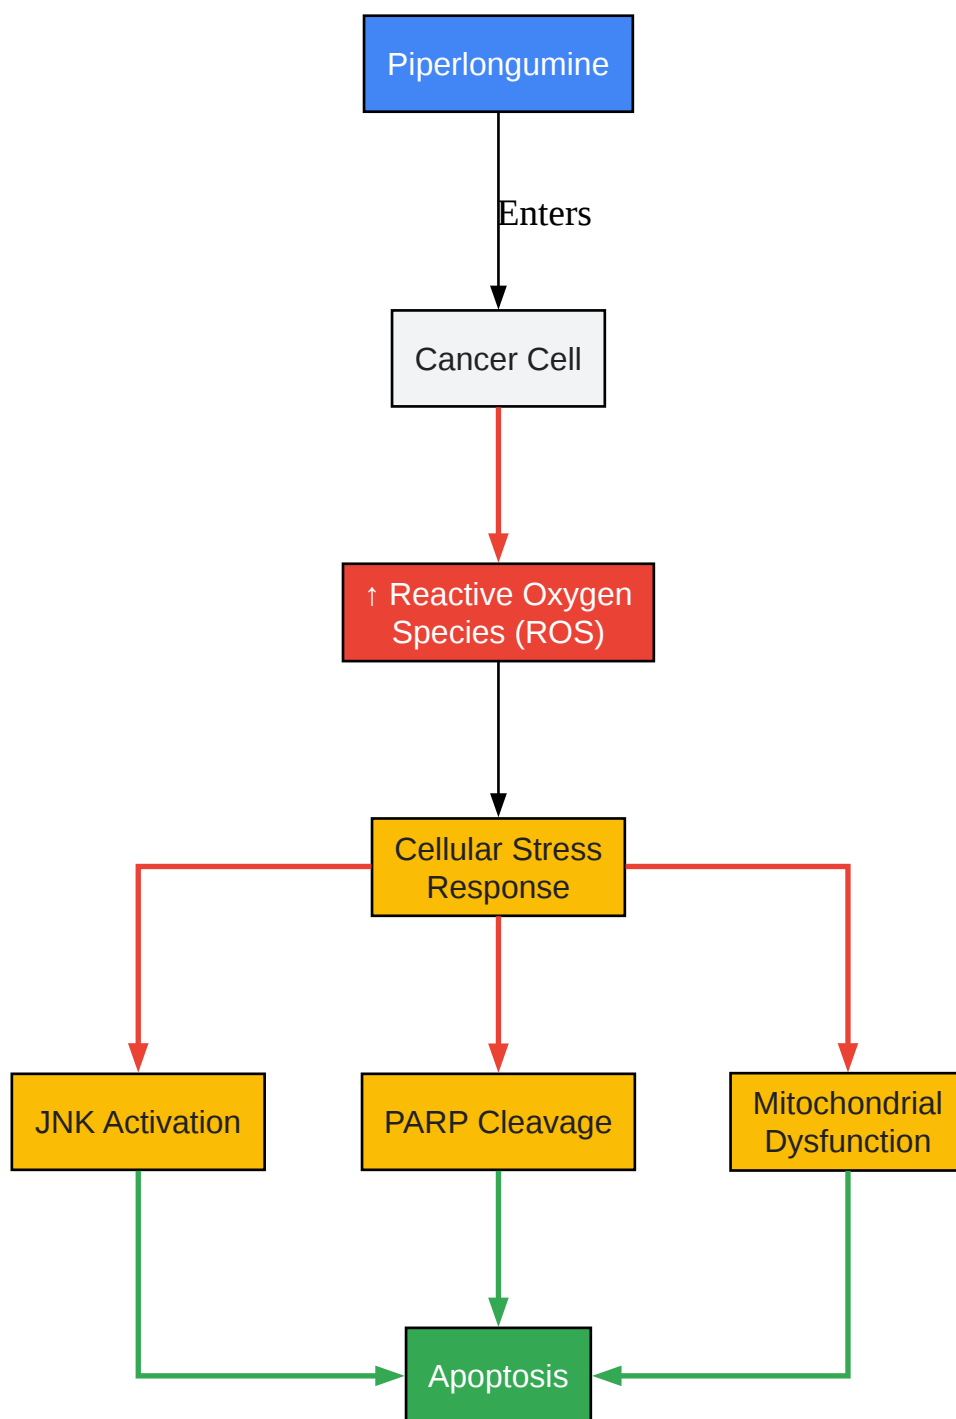 Piperlongumine
Enters
Cancer Cell
↑ Reactive Oxygen
Species (ROS)
Cellular Stress
Response
JNK Activation
PARP Cleavage
Mitochondrial
Dysfunction
Apoptosis